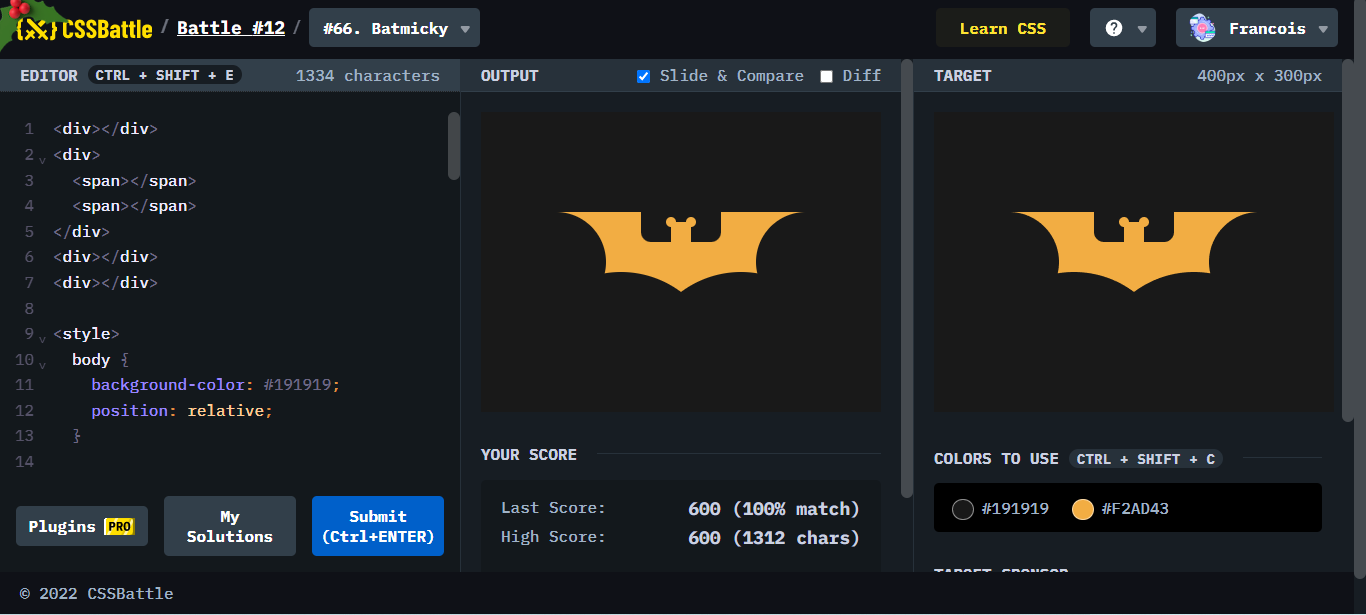 CSSBattle / Battle #12 / #66. Batmicky
Learn CSS
?
Francois
EDITOR CTRL + SHIFT + E 1334 characters
1 <div></div>
2 <div>
3 <span></span>
4 <span></span>
5 </div>
6 <div></div>
7 <div></div>
8
9 <style>
10 body {
11 background-color: #191919;
12 position: relative;
13 }
14
Plugins PRO
My Solutions
Submit (Ctrl+ENTER)
OUTPUT Slide & Compare Diff
YOUR SCORE
Last Score: 600 (100% match)
High Score: 600 (1312 chars)
TARGET 400px x 300px
COLORS TO USE CTRL + SHIFT + C
#191919 #F2AD43
TARGET SPONSOR
© 2022 CSSBattle